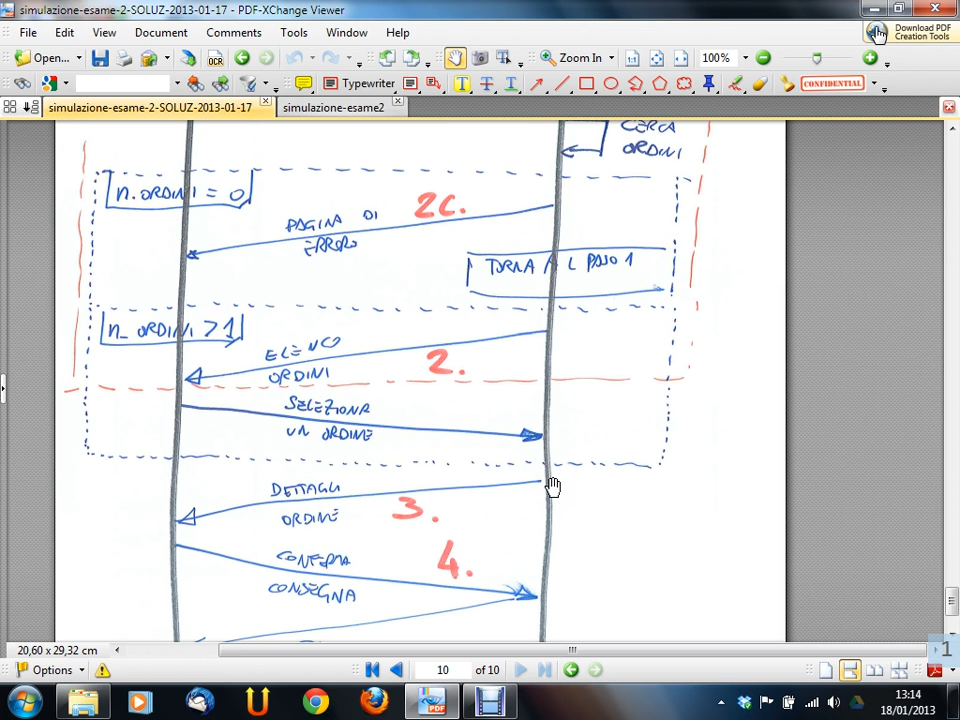 simulazione-esame-2-SOLUZ-2013-01-17 - PDF-XChange Viewer
File Edit View Document Comments Tools Window Help
Download PDF
Creation Tools
Open... OCR Zoom In 100%
Typewriter CONFIDENTIAL
simulazione-esame-2-SOLUZ-2013-01-17 simulazione-esame2
CERCA
ORDINI
n. ORDINI = 0
2C.
PAGINA DI
ERRORE
TORNA AL PASSO 1
n_ ORDINI > 1
ELENCO
ORDINI
2.
SELEZIONA
UN ORDINE
DETTAGLI
ORDINE
3.
4.
CONFERMA
CONSEGNA
20,60 x 29,32 cm
1
Options 10 of 10
13:14
18/01/2013